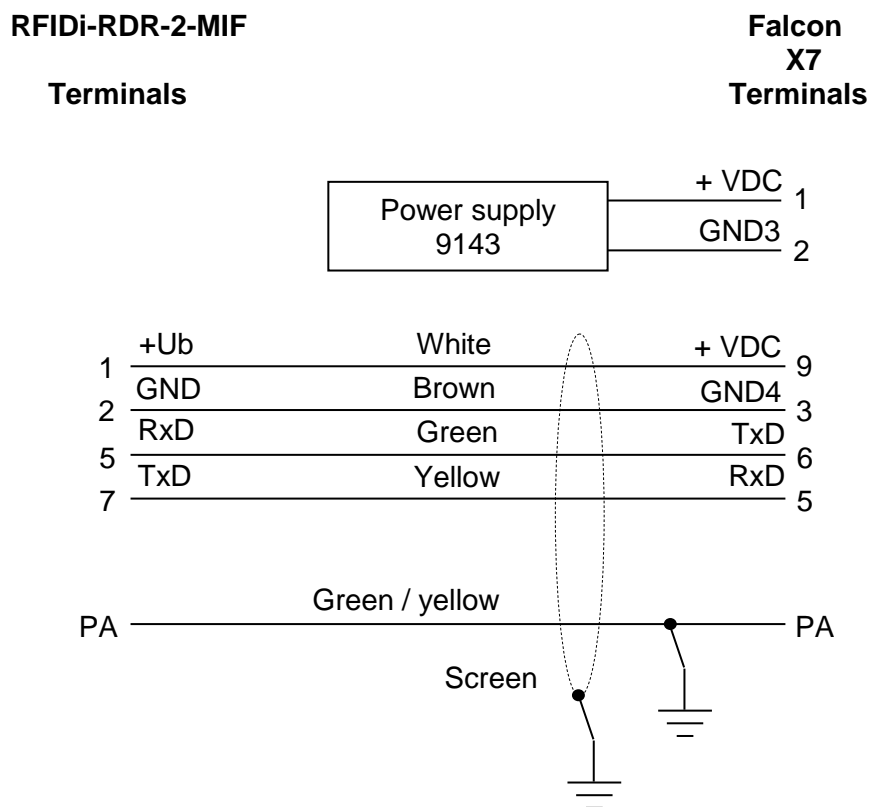 RFIDi-RDR-2-MIF
Falcon
X7
Terminals
Terminals
Power supply
9143
+ VDC 1
GND3 2
1 +Ub White + VDC 9
2 GND Brown GND4 3
5 RxD Green TxD 6
7 TxD Yellow RxD 5
Green / yellow
PA PA
Screen